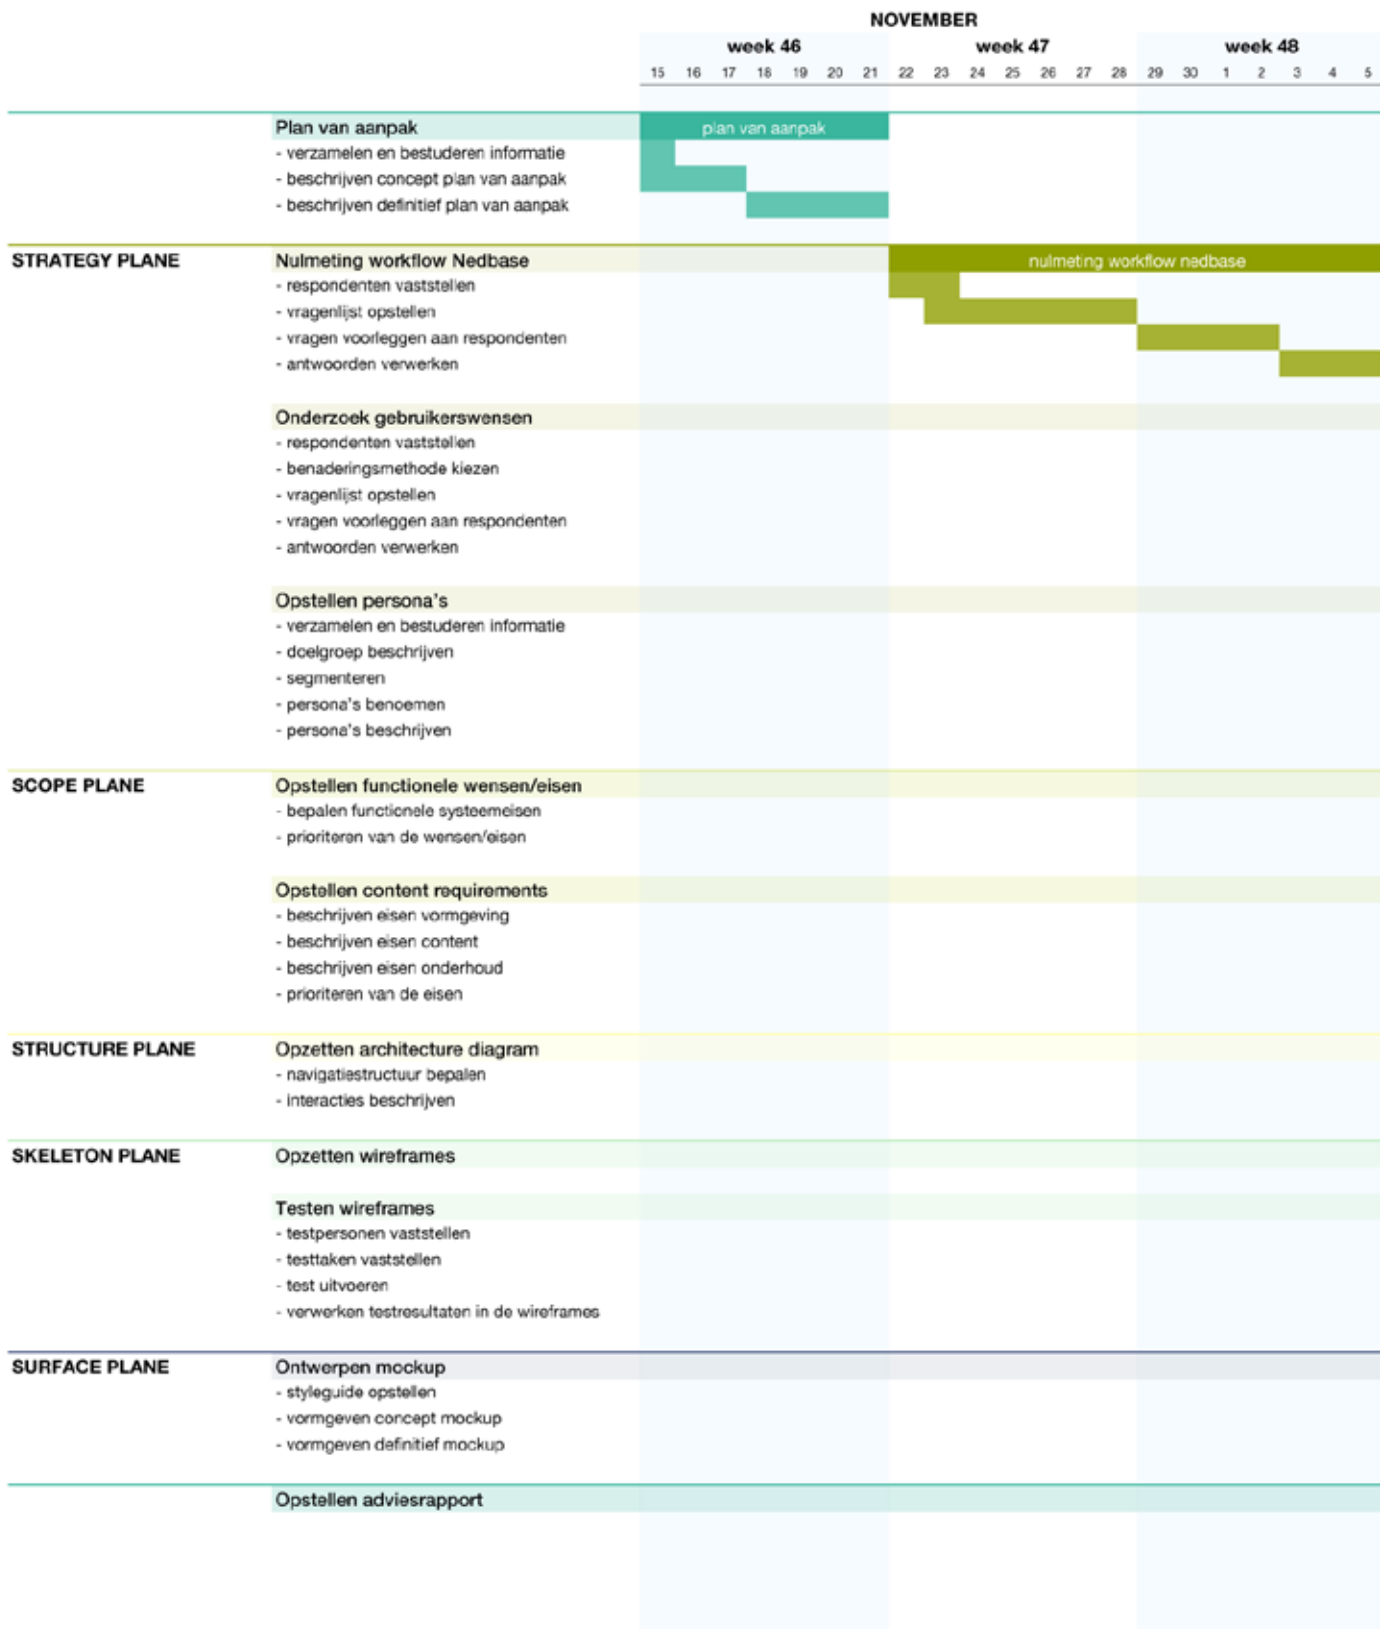 NOVEMBER
week 46 week 47 week 48
15 16 17 18 19 20 21 22 23 24 25 26 27 28 29 30 1 2 3 4 5
Plan van aanpak plan van aanpak
- verzamelen en bestuderen informatie
- beschrijven concept plan van aanpak
- beschrijven definitief plan van aanpak
STRATEGY PLANE Nulmeting workflow Nedbase nulmeting workflow nedbase
- respondenten vaststellen
- vragenlijst opstellen
- vragen voorleggen aan respondenten
- antwoorden verwerken
Onderzoek gebruikerswensen
- respondenten vaststellen
- benaderingsmethode kiezen
- vragenlijst opstellen
- vragen voorleggen aan respondenten
- antwoorden verwerken
Opstellen persona's
- verzamelen en bestuderen informatie
- doelgroep beschrijven
- segmenteren
- persona's benoemen
- persona's beschrijven
SCOPE PLANE Opstellen functionele wensen/eisen
- bepalen functionele systeemeisen
- prioriteren van de wensen/eisen
Opstellen content requirements
- beschrijven eisen vormgeving
- beschrijven eisen content
- beschrijven eisen onderhoud
- prioriteren van de eisen
STRUCTURE PLANE Opzetten architecture diagram
- navigatiestructuur bepalen
- interacties beschrijven
SKELETON PLANE Opzetten wireframes
Testen wireframes
- testpersonen vaststellen
- testtaken vaststellen
- test uitvoeren
- verwerken testresultaten in de wireframes
SURFACE PLANE Ontwerpen mockup
- styleguide opstellen
- vormgeven concept mockup
- vormgeven definitief mockup
Opstellen adviesrapport